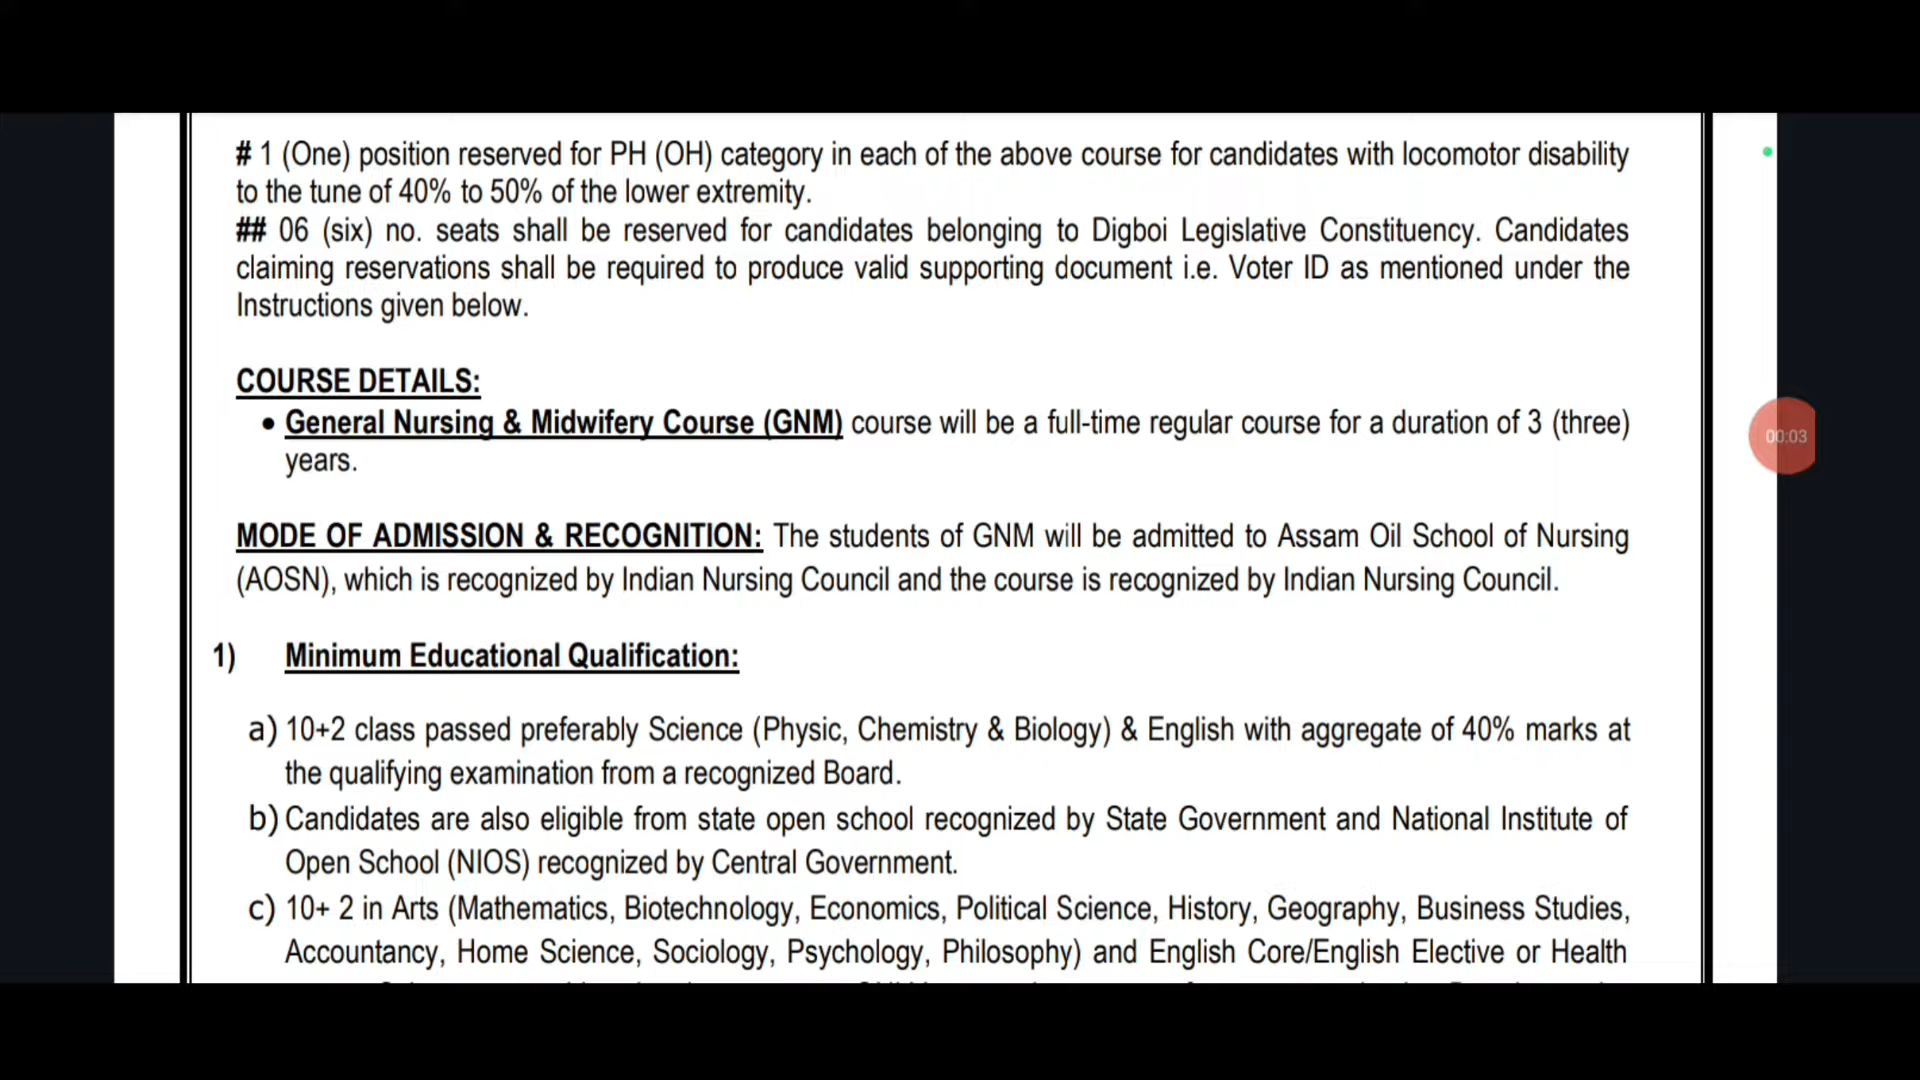 # 1 (One) position reserved for PH (OH) category in each of the above course for candidates with locomotor disability
to the tune of 40% to 50% of the lower extremity.
## 06 (six) no. seats shall be reserved for candidates belonging to Digboi Legislative Constituency. Candidates
claiming reservations shall be required to produce valid supporting document i.e. Voter ID as mentioned under the
Instructions given below.
COURSE DETAILS:
• General Nursing & Midwifery Course (GNM) course will be a full-time regular course for a duration of 3 (three)
years.
00:03
MODE OF ADMISSION & RECOGNITION: The students of GNM will be admitted to Assam Oil School of Nursing
(AOSN), which is recognized by Indian Nursing Council and the course is recognized by Indian Nursing Council.
1) Minimum Educational Qualification:
a) 10+2 class passed preferably Science (Physic, Chemistry & Biology) & English with aggregate of 40% marks at
the qualifying examination from a recognized Board.
b) Candidates are also eligible from state open school recognized by State Government and National Institute of
Open School (NIOS) recognized by Central Government.
c) 10+ 2 in Arts (Mathematics, Biotechnology, Economics, Political Science, History, Geography, Business Studies,
Accountancy, Home Science, Sociology, Psychology, Philosophy) and English Core/English Elective or Health